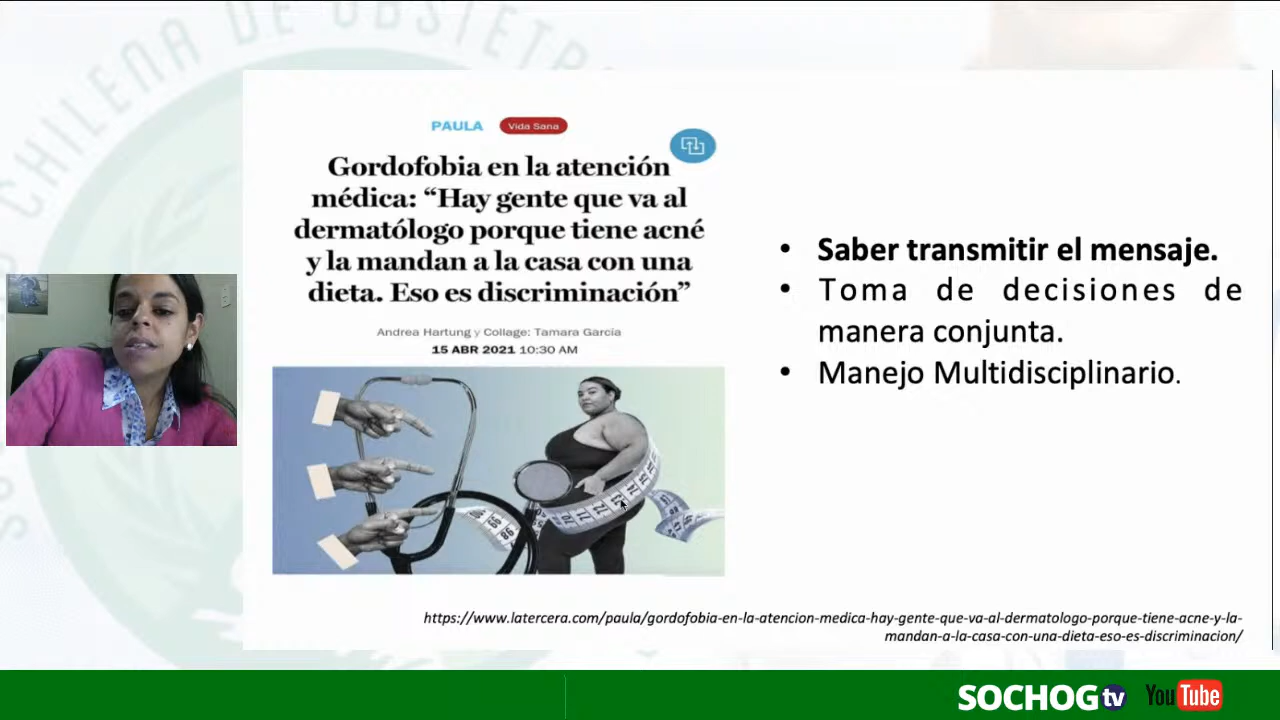 CHILENA DE OBSTETR
PAULA Vida Sana
Gordofobia en la atención
médica: “Hay gente que va al
dermatólogo porque tiene acné
y la mandan a la casa con una
dieta. Eso es discriminación”
Andrea Hartung y Collage: Tamara García
15 ABR 2021 10:30 AM
• Saber transmitir el mensaje.
• Toma de decisiones de
manera conjunta.
• Manejo Multidisciplinario.
https://www.latercera.com/paula/gordofobia-en-la-atencion-medica-hay-gente-que-va-al-dermatologo-porque-tiene-acne-y-la-
mandan-a-la-casa-con-una-dieta-eso-es-discriminacion/
SOCHOG tv YouTube